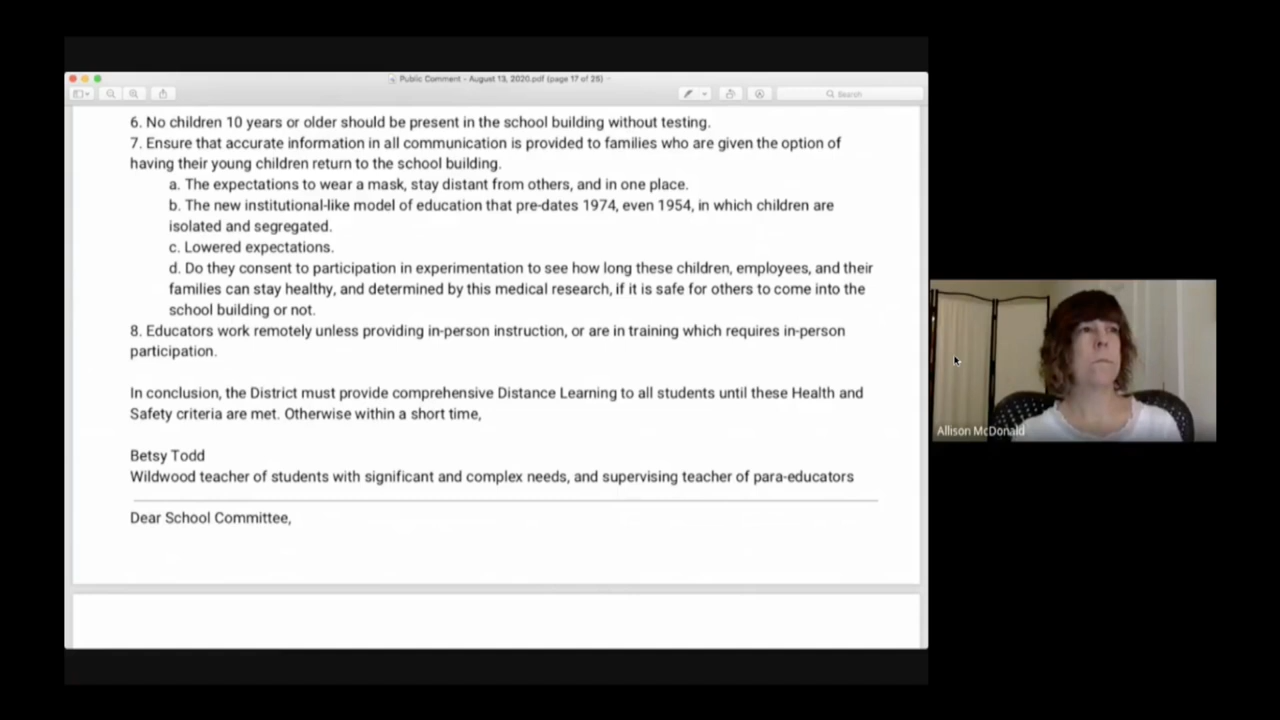 Public Comment - August 13, 2020.pdf (page 17 of 25)
Search
6. No children 10 years or older should be present in the school building without testing.
7. Ensure that accurate information in all communication is provided to families who are given the option of
having their young children return to the school building.
a. The expectations to wear a mask, stay distant from others, and in one place.
b. The new institutional-like model of education that pre-dates 1974, even 1954, in which children are
isolated and segregated.
c. Lowered expectations.
d. Do they consent to participation in experimentation to see how long these children, employees, and their
families can stay healthy, and determined by this medical research, if it is safe for others to come into the
school building or not.
8. Educators work remotely unless providing in-person instruction, or are in training which requires in-person
participation.
In conclusion, the District must provide comprehensive Distance Learning to all students until these Health and
Safety criteria are met. Otherwise within a short time,
Betsy Todd
Wildwood teacher of students with significant and complex needs, and supervising teacher of para-educators
Dear School Committee,
Allison McDonald